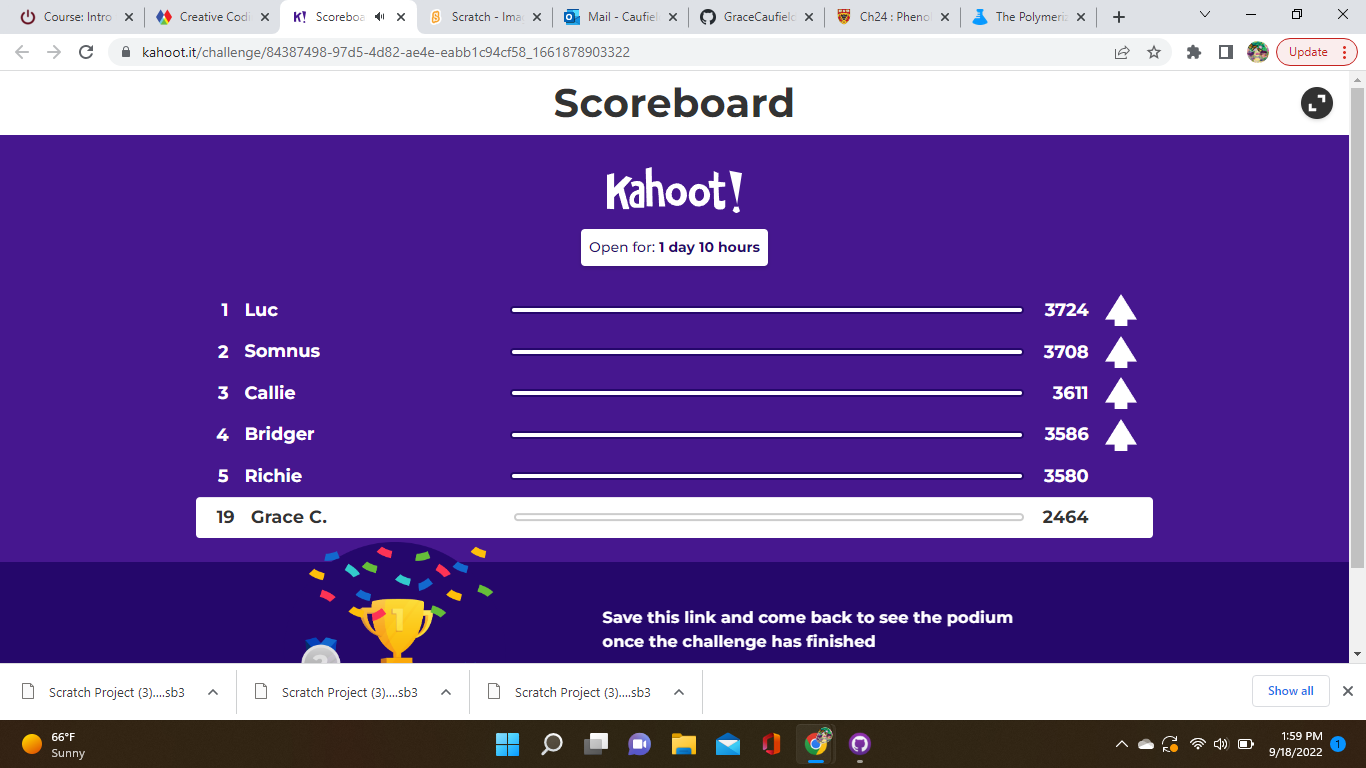 Course: Intro
Creative Codi
K! Scoreboa
Scratch - Ima
Mail - Caufiel
GraceCaufield
Ch24 : Pheno
The Polymeriz
kahoot.it/challenge/84387498-97d5-4d82-ae4e-eabb1c94cf58_1661878903322
Update
Scoreboard
Kahoot!
Open for: 1 day 10 hours
1 Luc 3724
2 Somnus 3708
3 Callie 3611
4 Bridger 3586
5 Richie 3580
19 Grace C. 2464
1
2
Save this link and come back to see the podium
once the challenge has finished
Scratch Project (3)....sb3
Scratch Project (3)....sb3
Scratch Project (3)....sb3
Show all
66°F
Sunny
1:59 PM
9/18/2022
1